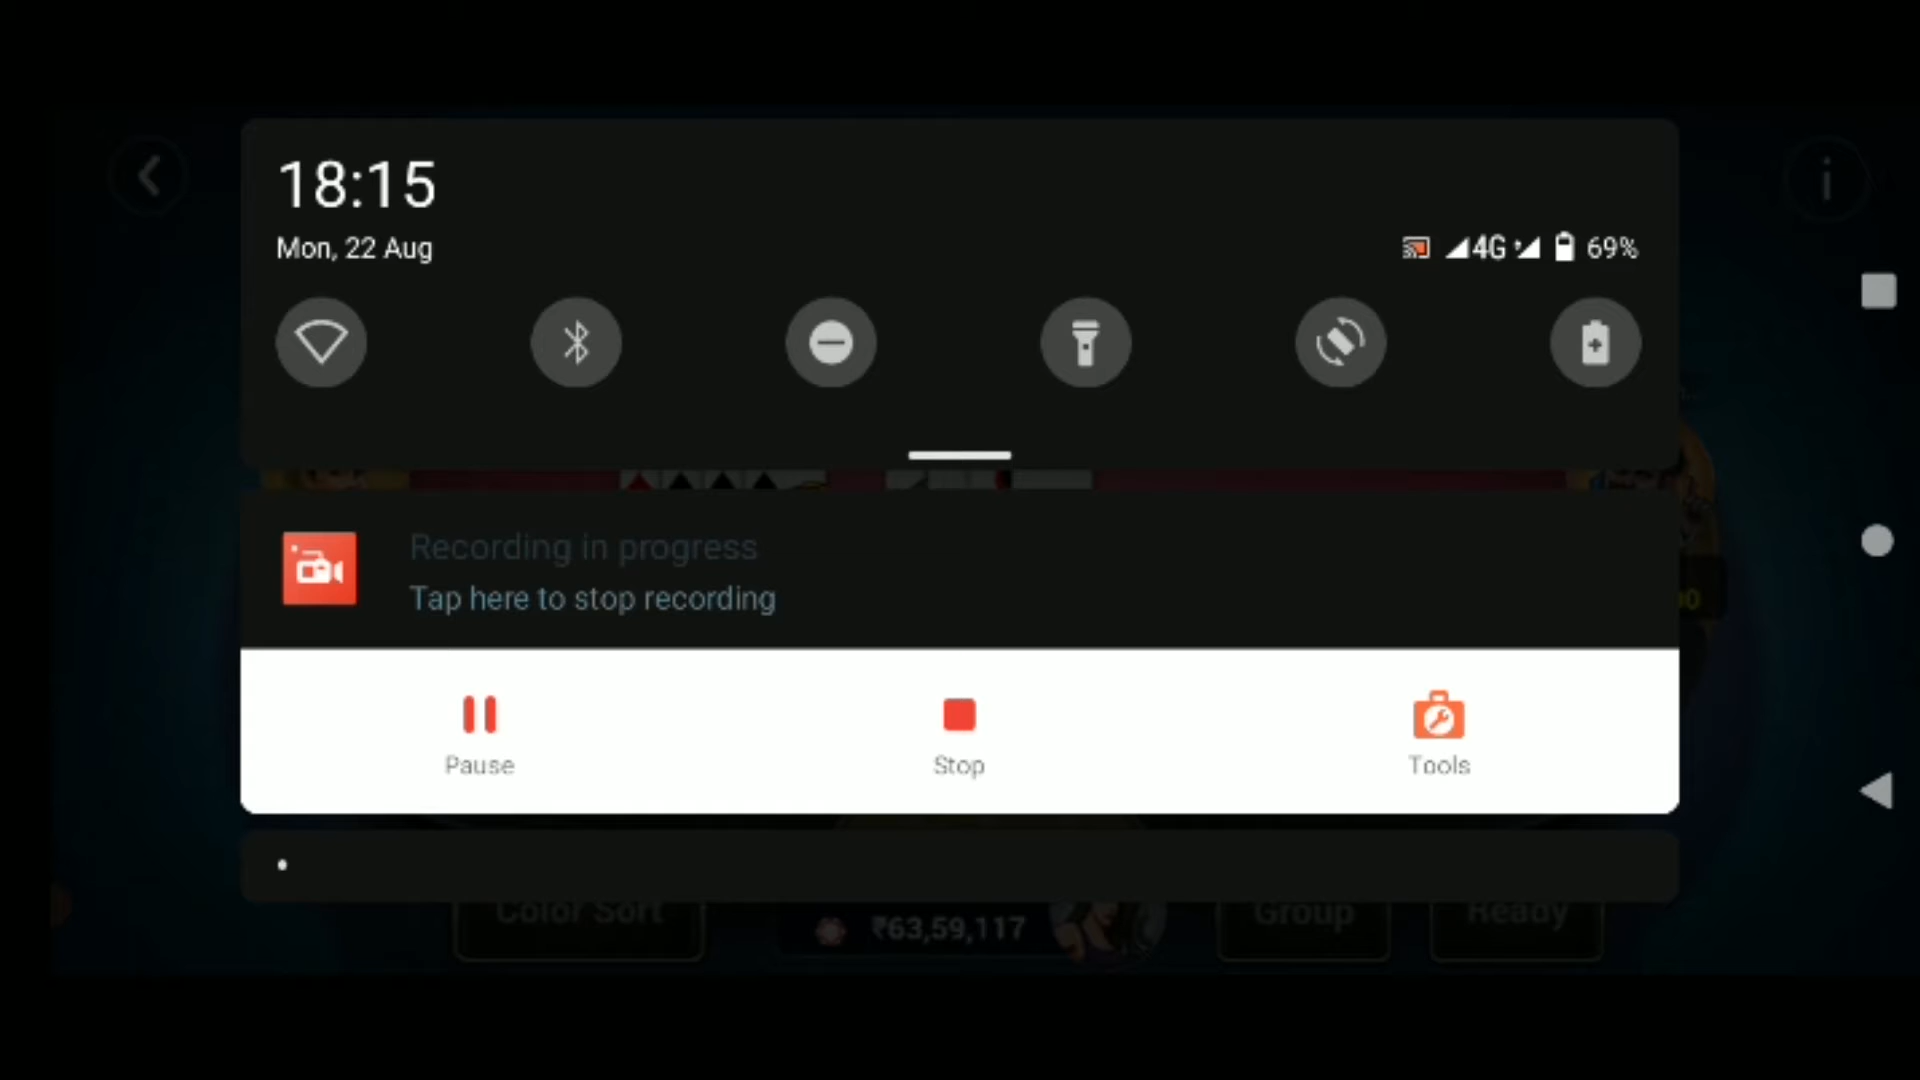 18:15
Mon, 22 Aug
4G 69%
Recording in progress
Tap here to stop recording
Pause
Stop
Tools
Color Sort
₹63,59,117
Group
Ready